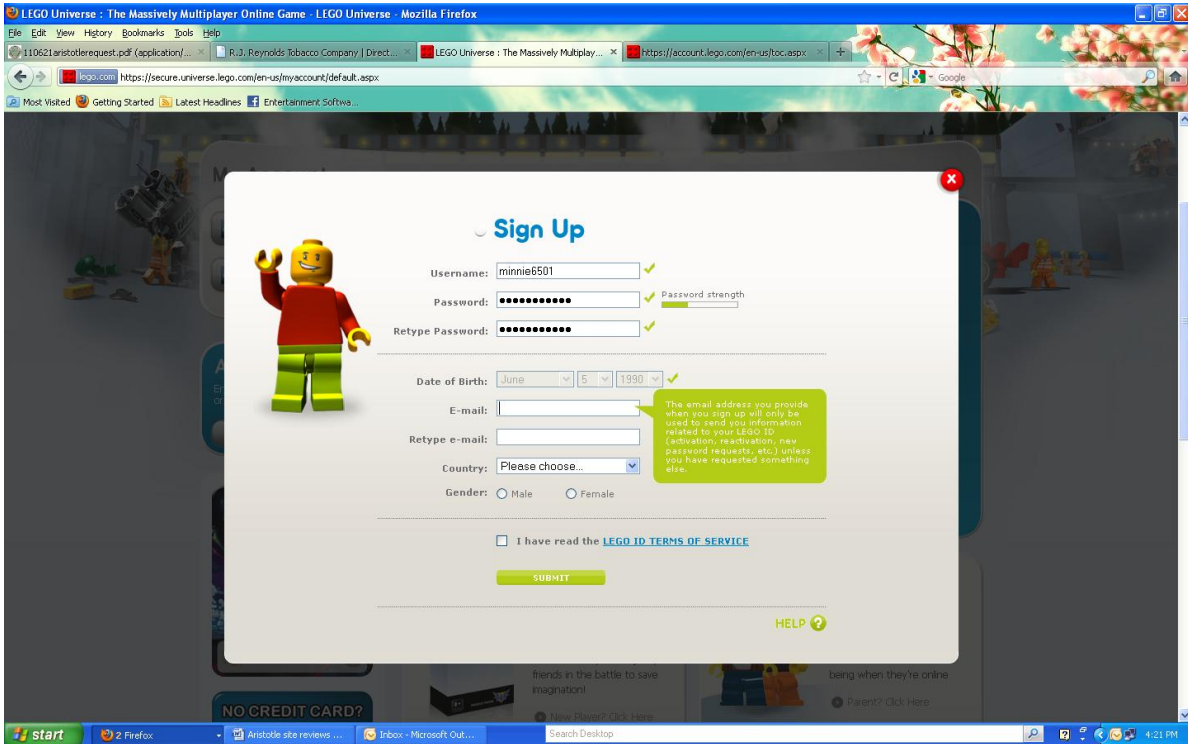 LEGO Universe : The Massively Multiplayer Online Game - LEGO Universe - Mozilla Firefox
File Edit View History Bookmarks Tools Help
110621aristotlerequest.pdf (application/...
R.J. Reynolds Tobacco Company | Direct...
LEGO Universe : The Massively Multiplay...
https://account.lego.com/en-us/toc.aspx
lego.com https://secure.universe.lego.com/en-us/myaccount/default.aspx
Google
Most Visited Getting Started Latest Headlines Entertainment Softwa...
Sign Up
Username: minnie6501
Password: Password strength
Retype Password:
Date of Birth: June 5 1990
E-mail:
The email address you provide
when you sign up will only be
used to send you information
related to your LEGO ID
(activation, reactivation, new
password requests, etc.) unless
you have requested something
else.
Retype e-mail:
Country: Please choose...
Gender: Male Female
I have read the LEGO ID TERMS OF SERVICE
SUBMIT
HELP ?
friends in the battle to save
imagination!
New Player? Click Here
being when they're online
Parent? Click Here
NO CREDIT CARD?
start
2 Firefox
Aristotle site reviews ...
Inbox - Microsoft Out...
Search Desktop
4:21 PM